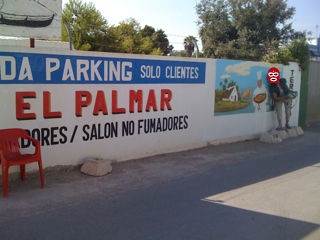 DA PARKING SOLO CLIENTES
EL PALMAR
DORES / SALON NO FUMADORES